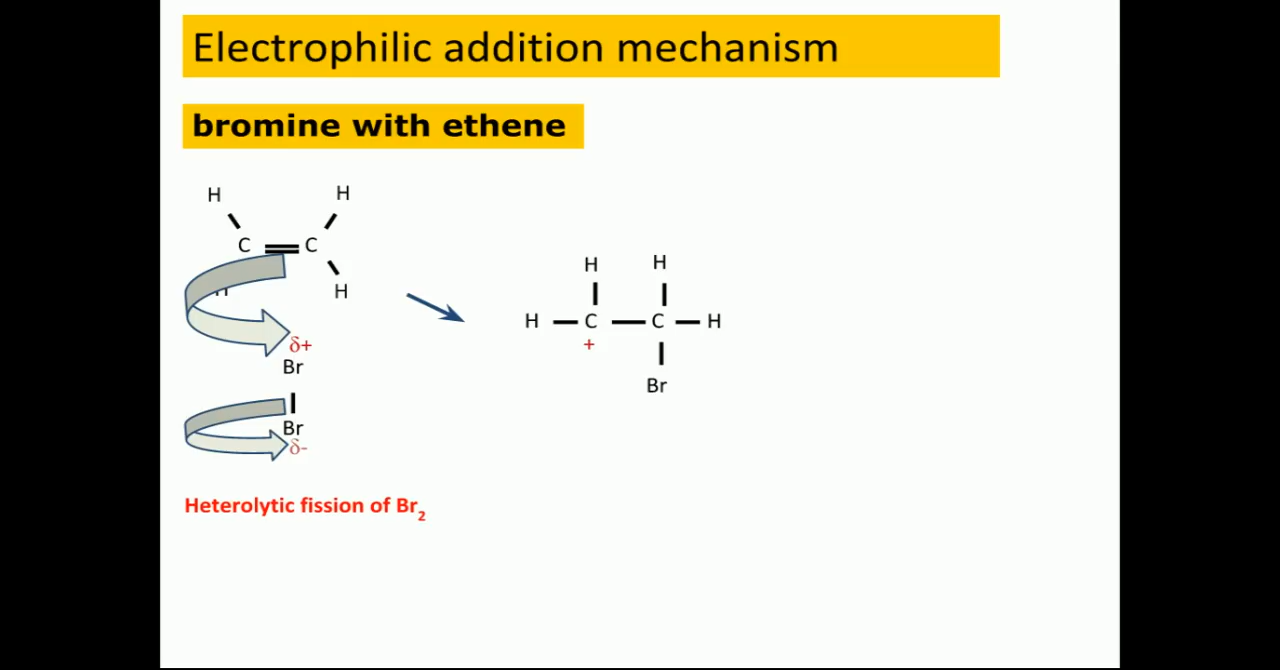 Electrophilic addition mechanism
bromine with ethene
H H
C C
H
δ+
Br
Br
δ-
H H
H C C H
+
Br
Heterolytic fission of Br2